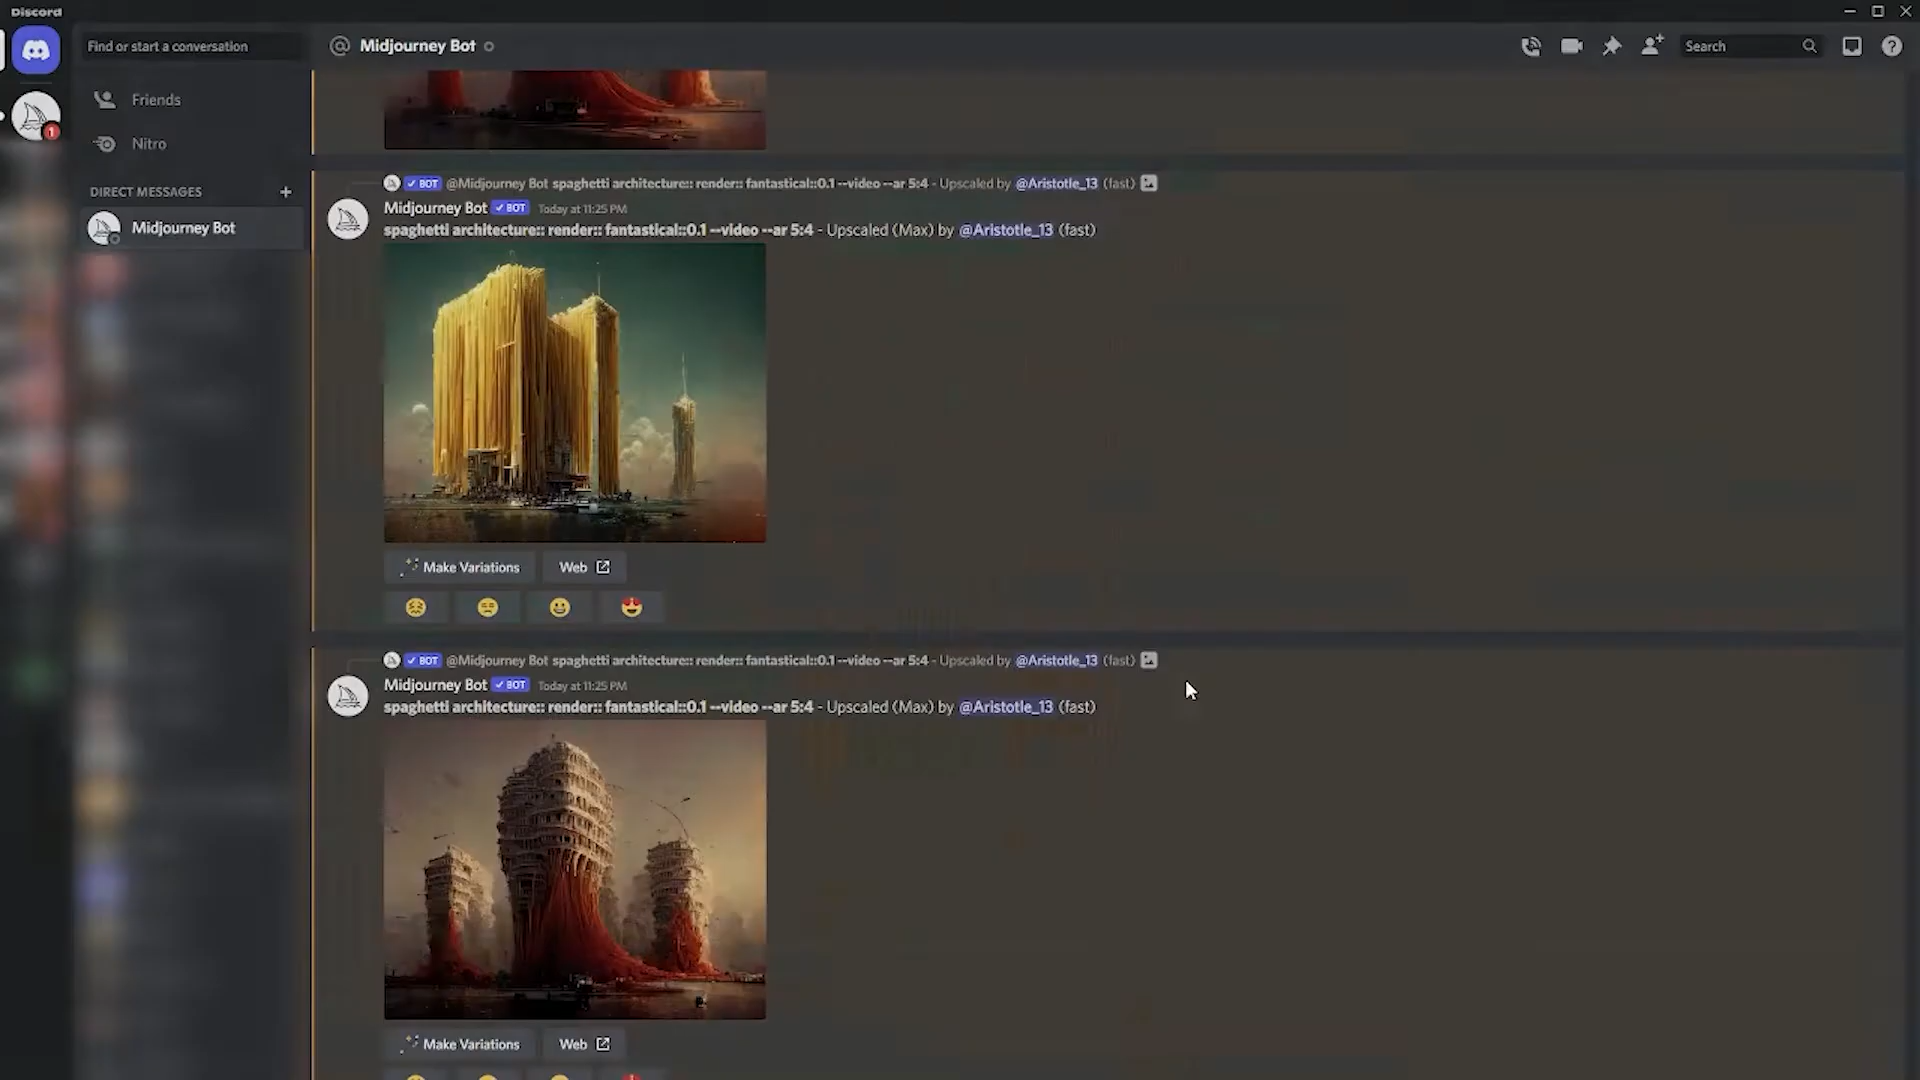 Discord
Find or start a conversation
Midjourney Bot
Search
Friends
Nitro
DIRECT MESSAGES
Midjourney Bot
1
BOT @Midjourney Bot spaghetti architecture:: render:: fantastical::0.1 --video --ar 5:4 - Upscaled by @Aristotle_13 (fast)
Midjourney Bot BOT Today at 11:25 PM
spaghetti architecture:: render:: fantastical::0.1 --video --ar 5:4 - Upscaled (Max) by @Aristotle_13 (fast)
Make Variations Web
BOT @Midjourney Bot spaghetti architecture:: render:: fantastical::0.1 --video --ar 5:4 - Upscaled by @Aristotle_13 (fast)
Midjourney Bot BOT Today at 11:25 PM
spaghetti architecture:: render:: fantastical::0.1 --video --ar 5:4 - Upscaled (Max) by @Aristotle_13 (fast)
Make Variations Web